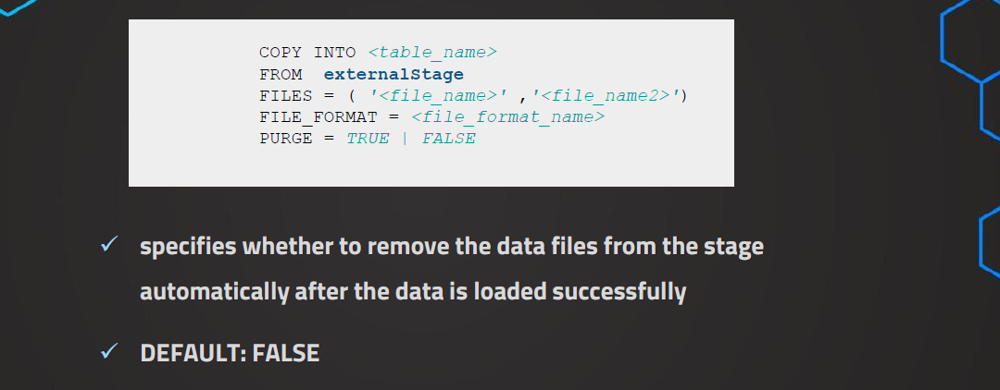 COPY INTO <table_name>
FROM externalStage
FILES = ( '<file_name>' ,'<file_name2>')
FILE_FORMAT = <file_format_name>
PURGE = TRUE | FALSE
✓ specifies whether to remove the data files from the stage
automatically after the data is loaded successfully
✓ DEFAULT: FALSE